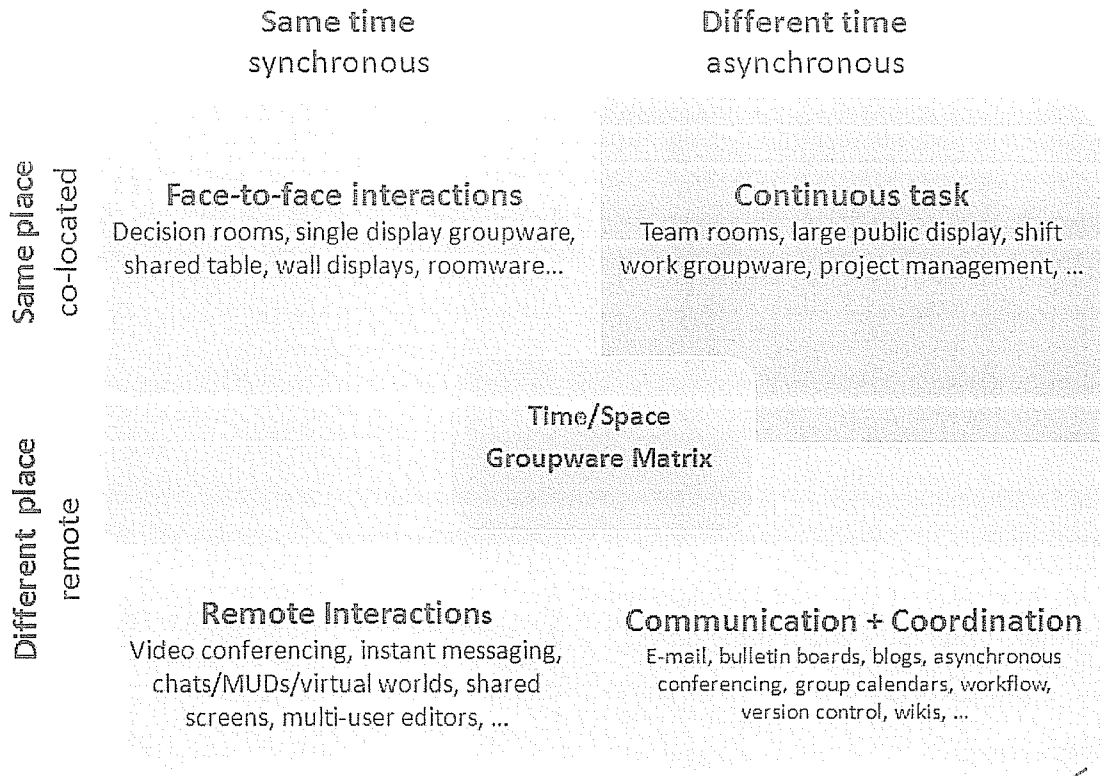 Same time
synchronous
Different time
asynchronous
Same place
co-located
Face-to-face interactions
Decision rooms, single display groupware,
shared table, wall displays, roomware...
Continuous task
Team rooms, large public display, shift
work groupware, project management, ...
Time/Space
Groupware Matrix
Different place
remote
Remote Interactions
Video conferencing, instant messaging,
chats/MUDs/virtual worlds, shared
screens, multi-user editors, ...
Communication + Coordination
E-mail, bulletin boards, blogs, asynchronous
conferencing, group calendars, workflow,
version control, wikis, ...